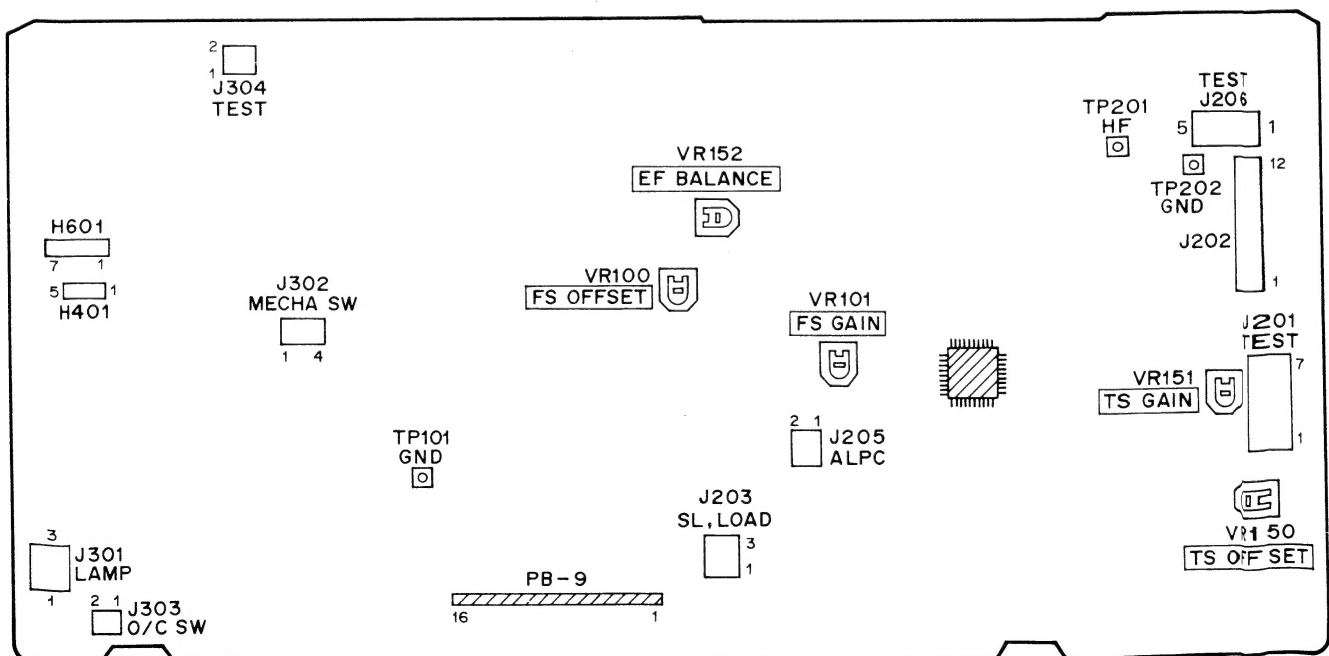 2
1
J304
TEST
TEST
J206
5
1
TP201
HF
12
TP202
GND
J202
1
VR152
EF BALANCE
H601
7 1
5 1
H401
J302
MECHA SW
1 4
VR100
FS OFFSET
VR101
FS GAIN
J201
TEST
7
1
VR151
TS GAIN
2 1
J205
ALPC
TP101
GND
J203
SL, LOAD
3
1
VR150
TS OFFSET
3
J301
LAMP
1
2 1
J303
O/C SW
PB-9
16 1